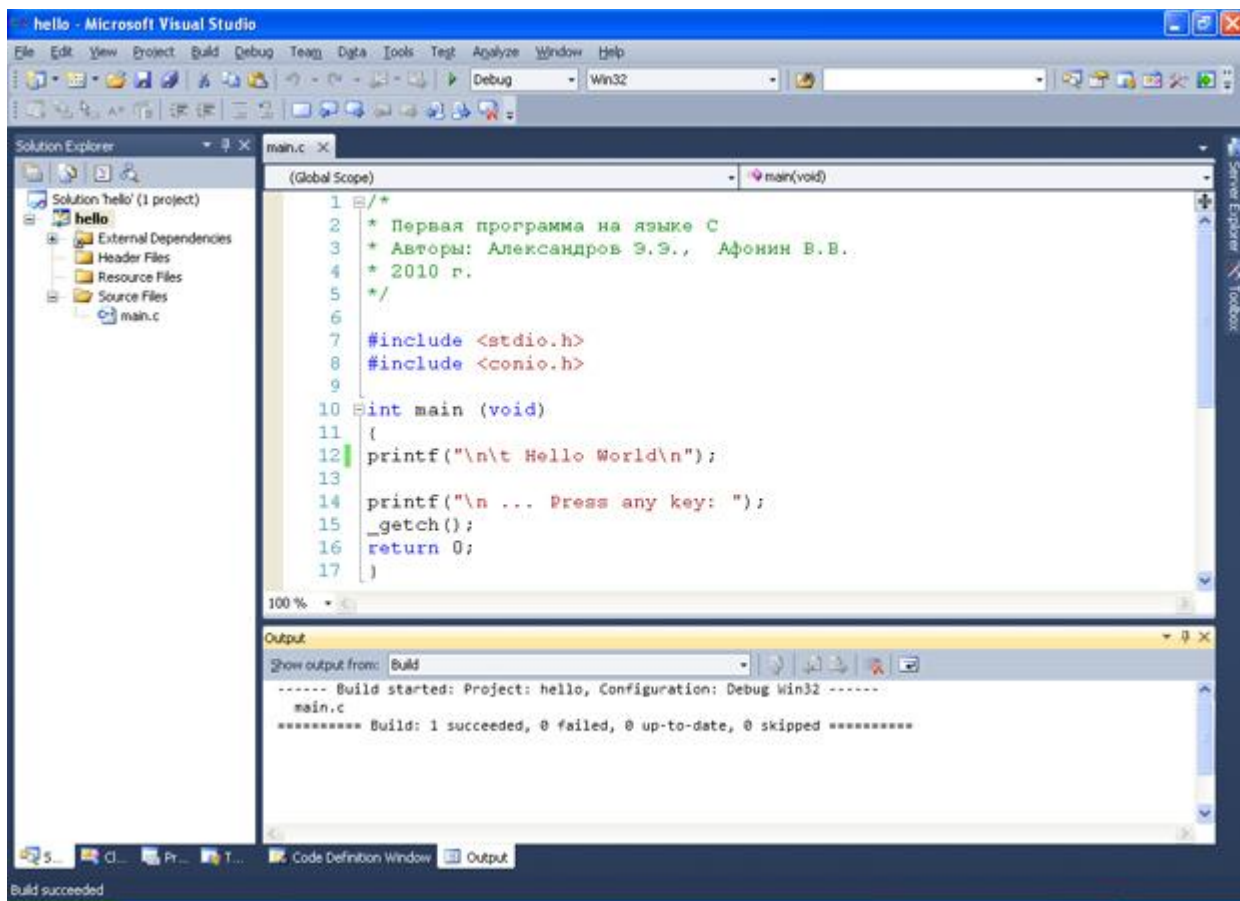 hello - Microsoft Visual Studio
File Edit View Project Build Debug Team Data Tools Test Analyze Window Help
Debug Win32
Solution Explorer
main.c
(Global Scope) main(void)
Solution 'hello' (1 project)
hello
External Dependencies
Header Files
Resource Files
Source Files
main.c
1 /*
2 * Первая программа на языке C
3 * Авторы: Александров Э.Э., Афонин В.В.
4 * 2010 г.
5 */
6
7 #include <stdio.h>
8 #include <conio.h>
9
10 int main (void)
11 {
12 printf("\n\t Hello World\n");
13
14 printf("\n ... Press any key: ");
15 _getch();
16 return 0;
17 }
100 %
Server Explorer
Toolbox
Output
Show output from: Build
------ Build started: Project: hello, Configuration: Debug Win32 ------
main.c
========== Build: 1 succeeded, 0 failed, 0 up-to-date, 0 skipped ==========
S... Cl... Pr... T... Code Definition Window Output
Build succeeded